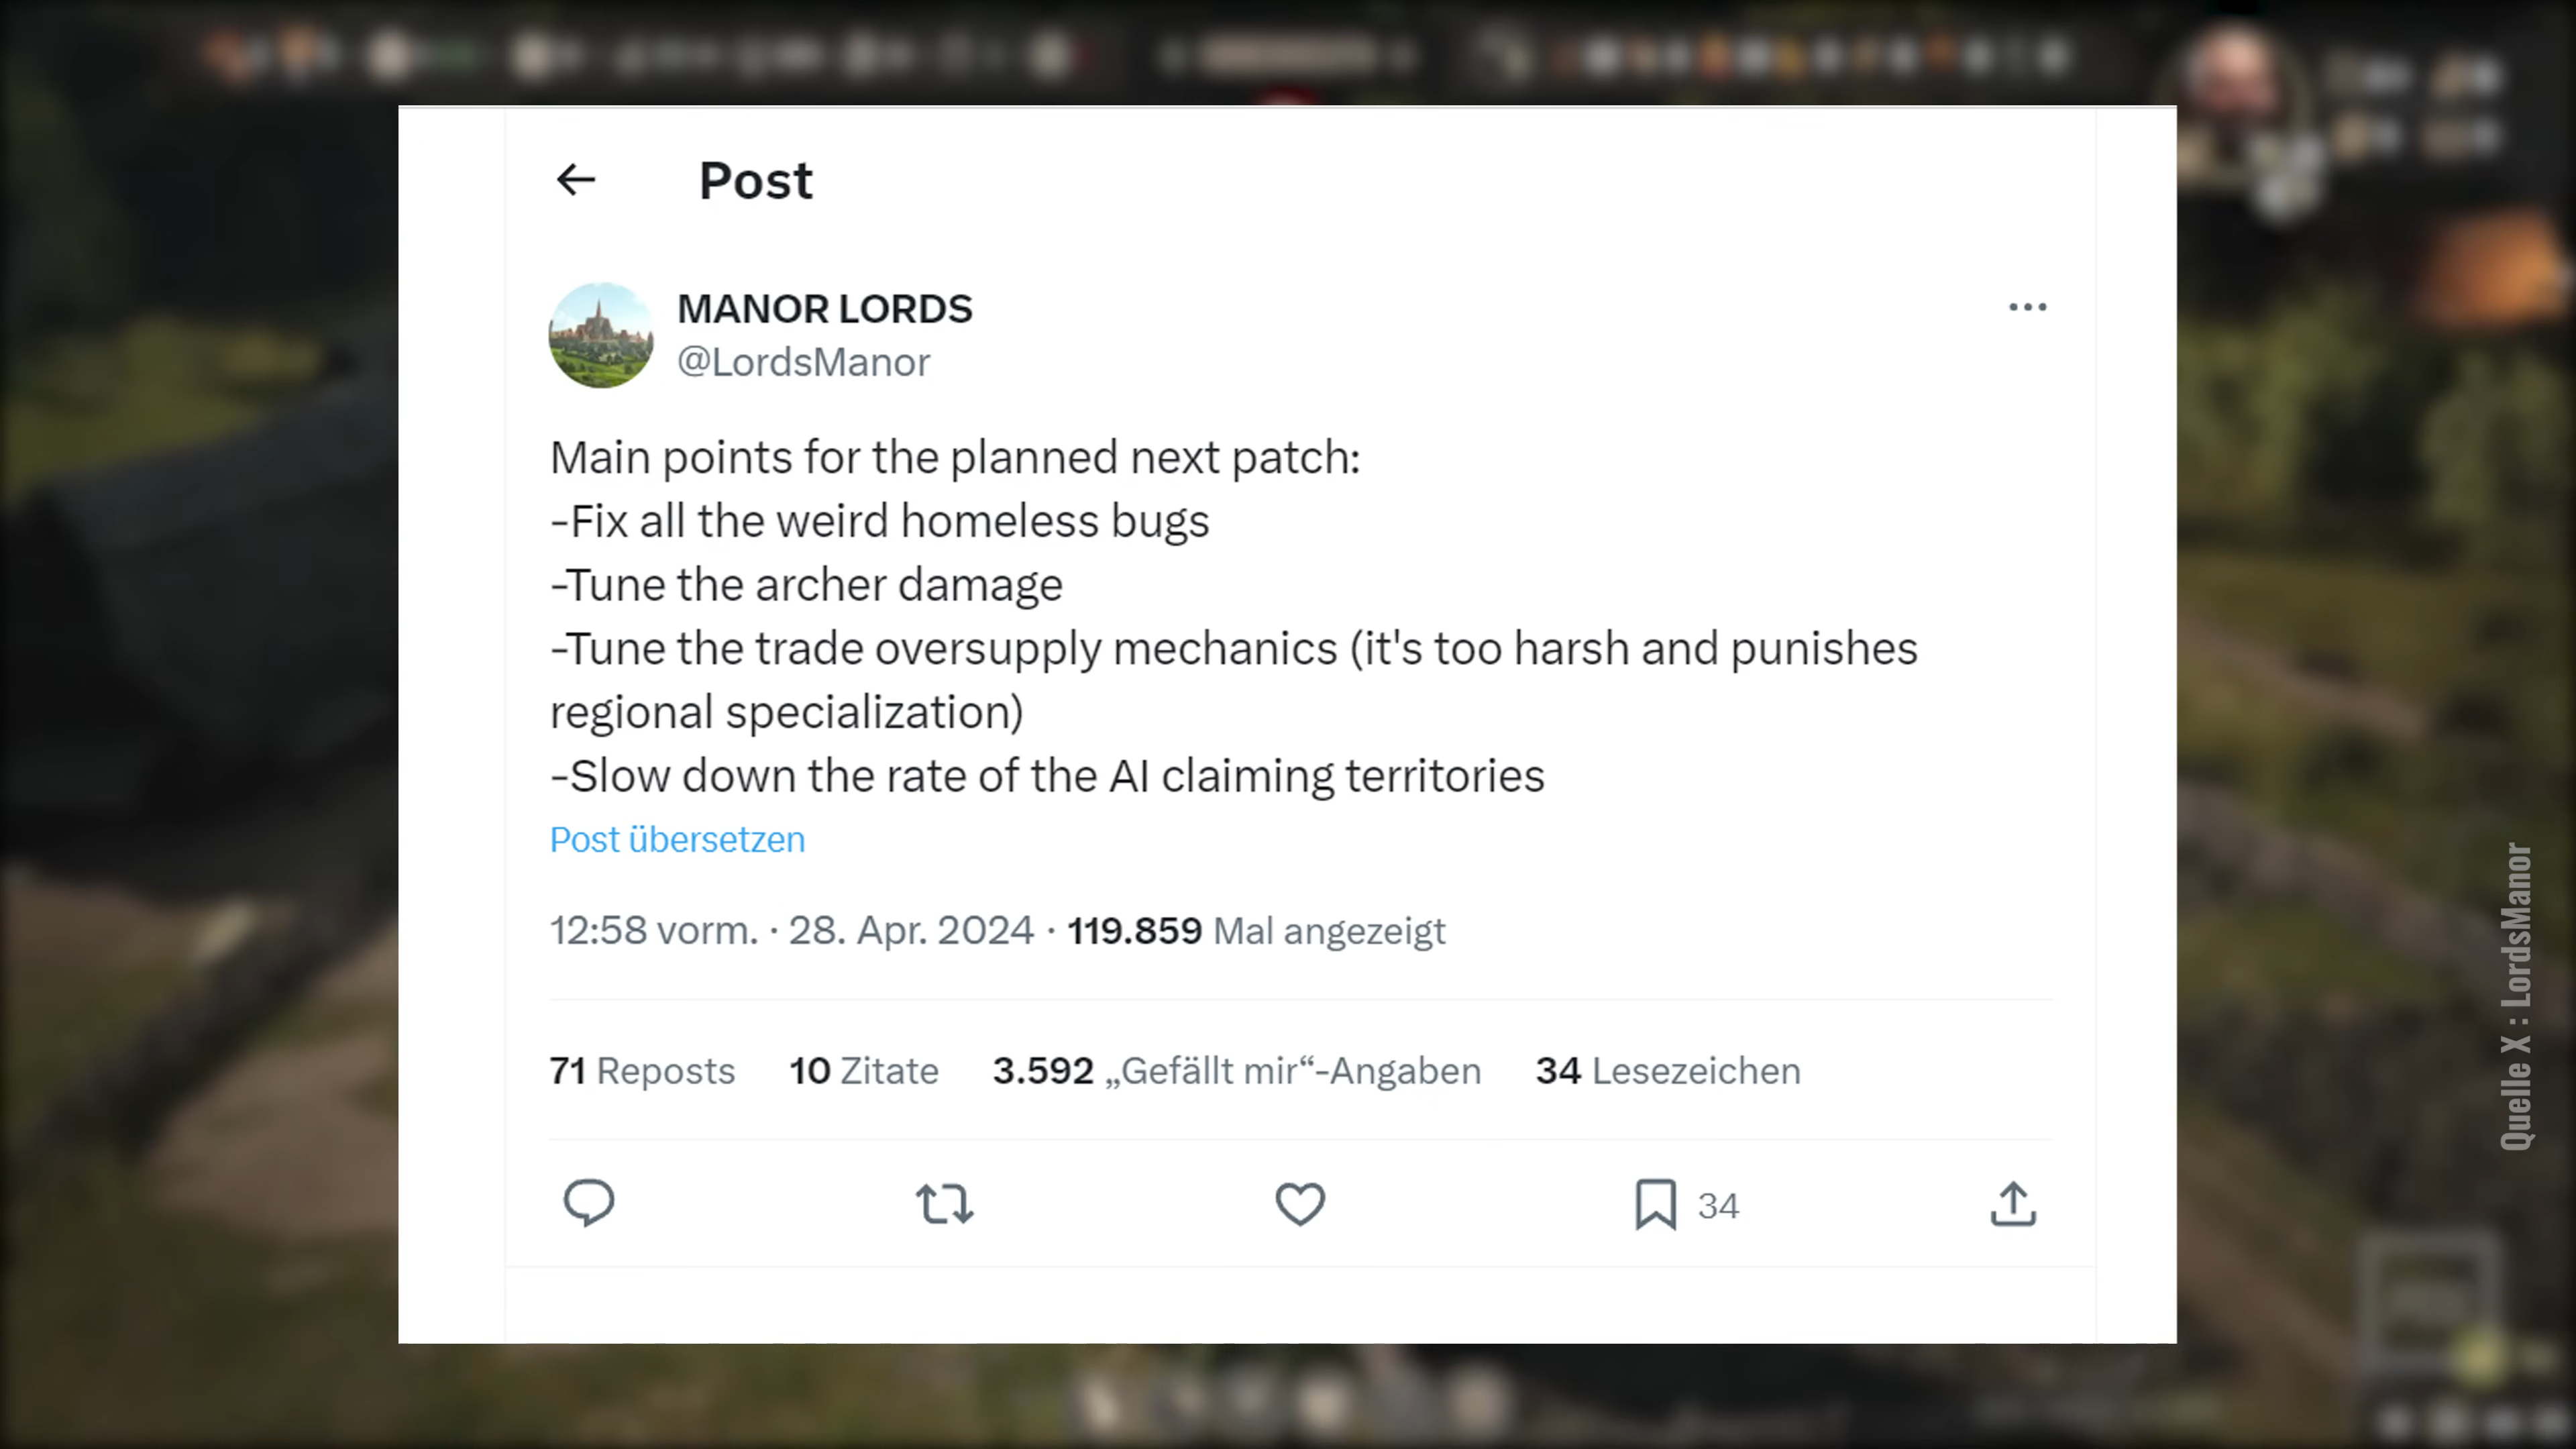 Post
MANOR LORDS
@LordsManor
Main points for the planned next patch:
-Fix all the weird homeless bugs
-Tune the archer damage
-Tune the trade oversupply mechanics (it's too harsh and punishes
regional specialization)
-Slow down the rate of the AI claiming territories
Post übersetzen
12:58 vorm. · 28. Apr. 2024 · 119.859 Mal angezeigt
71 Reposts 10 Zitate 3.592 „Gefällt mir“-Angaben 34 Lesezeichen
34
Quelle X : LordsManor